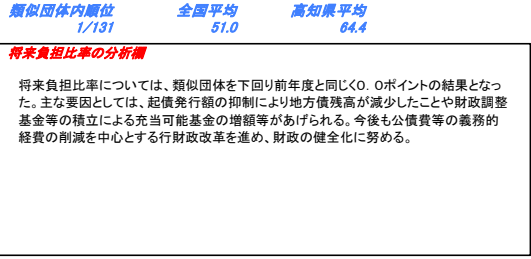 類似団体内順位 全国平均 高知県平均
1/131 51.0 64.4
将来負担比率の分析欄
将来負担比率については、類似団体を下回り前年度と同じく0．0ポイントの結果となっ
た。主な要因としては、起債発行額の抑制により地方債残高が減少したことや財政調整
基金等の積立による充当可能基金の増額等があげられる。今後も公債費等の義務的
経費の削減を中心とする行財政改革を進め、財政の健全化に努める。